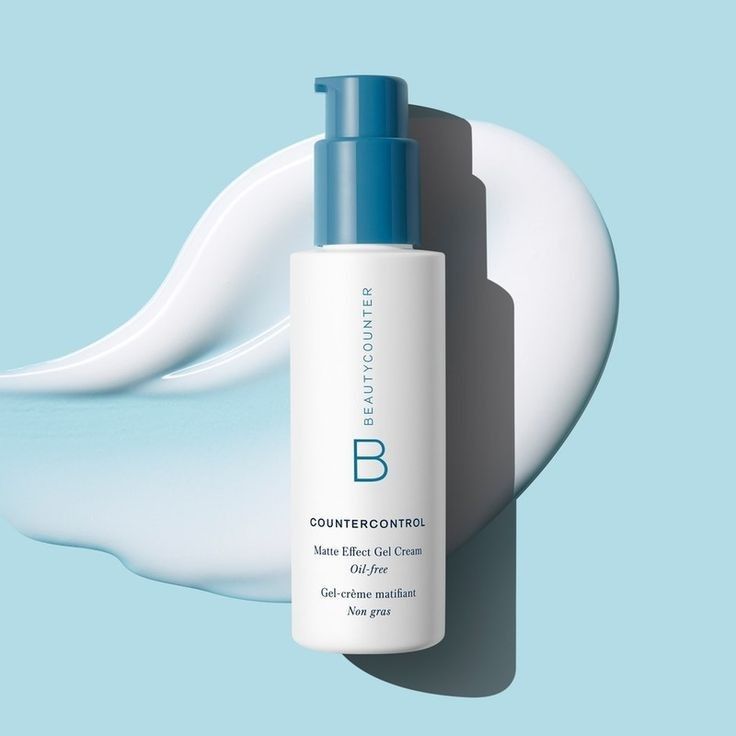 BEAUTYCOUNTER
B
COUNTERCONTROL
Matte Effect Gel Cream
Oil-free
Gel-crème matifiant
Non gras